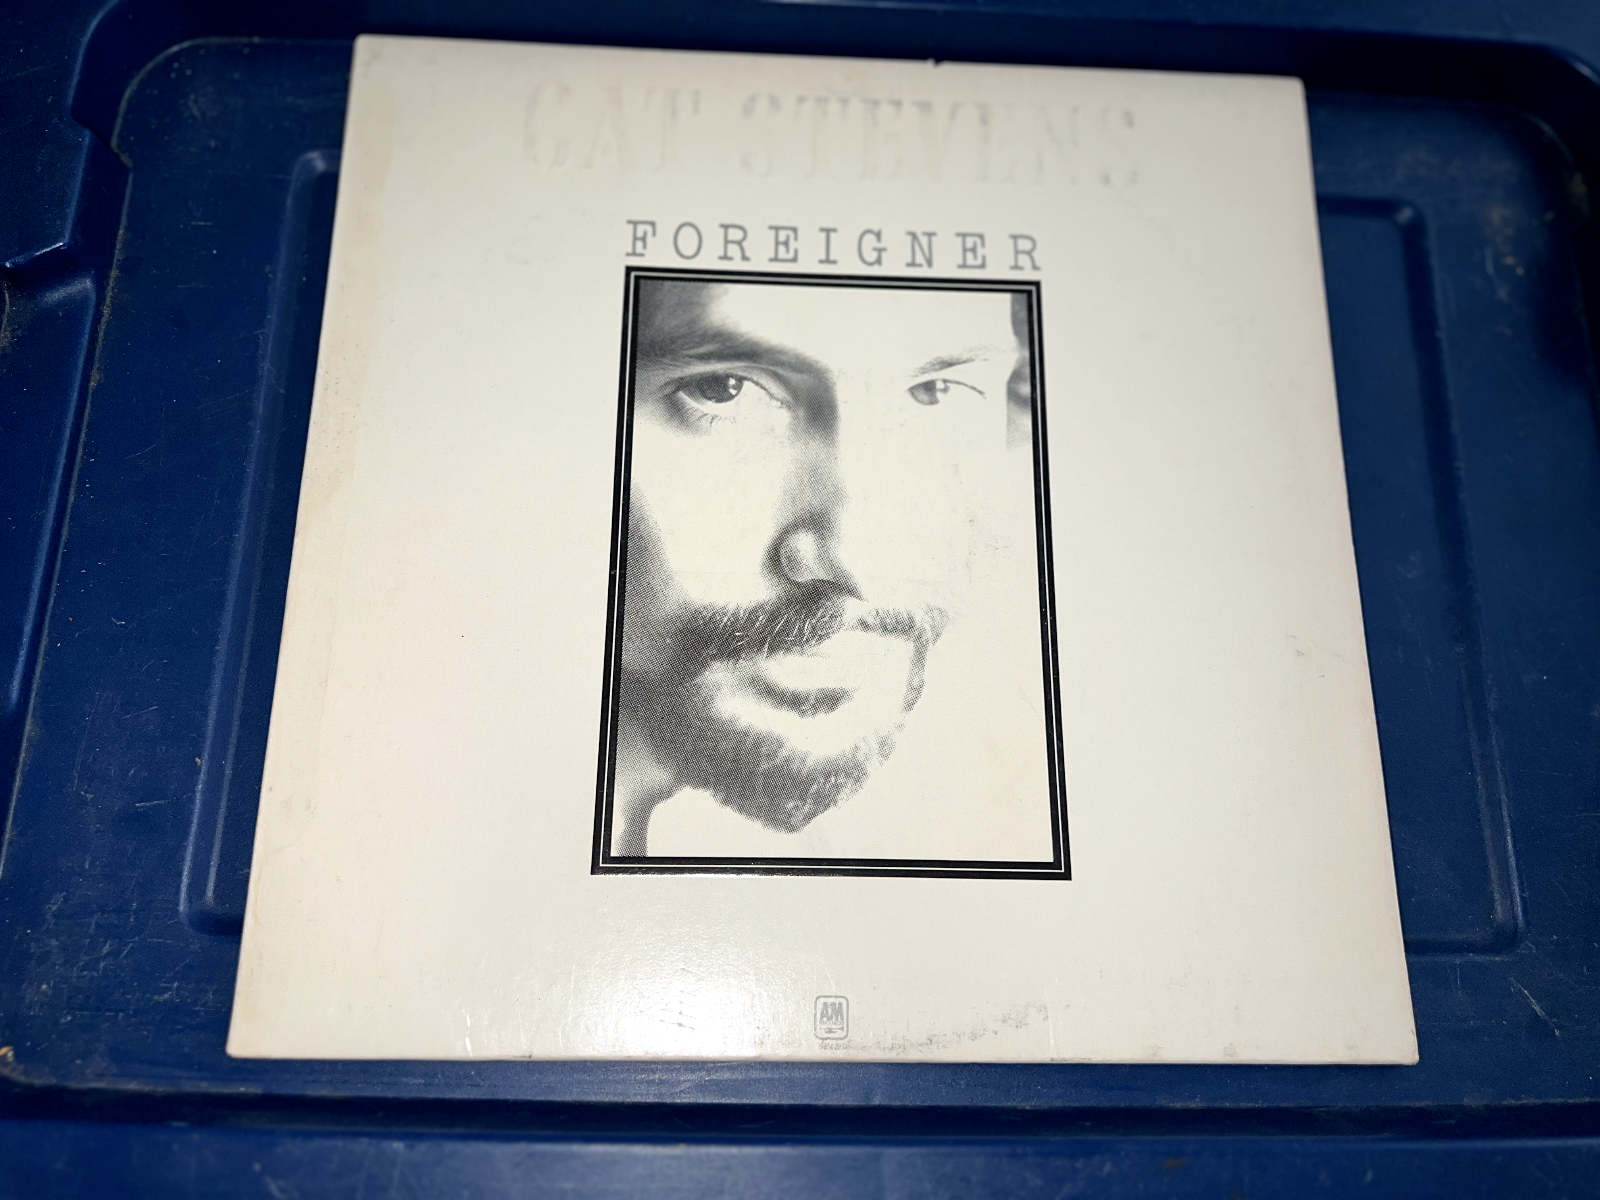 CAT STEVENS
FOREIGNER
A&M